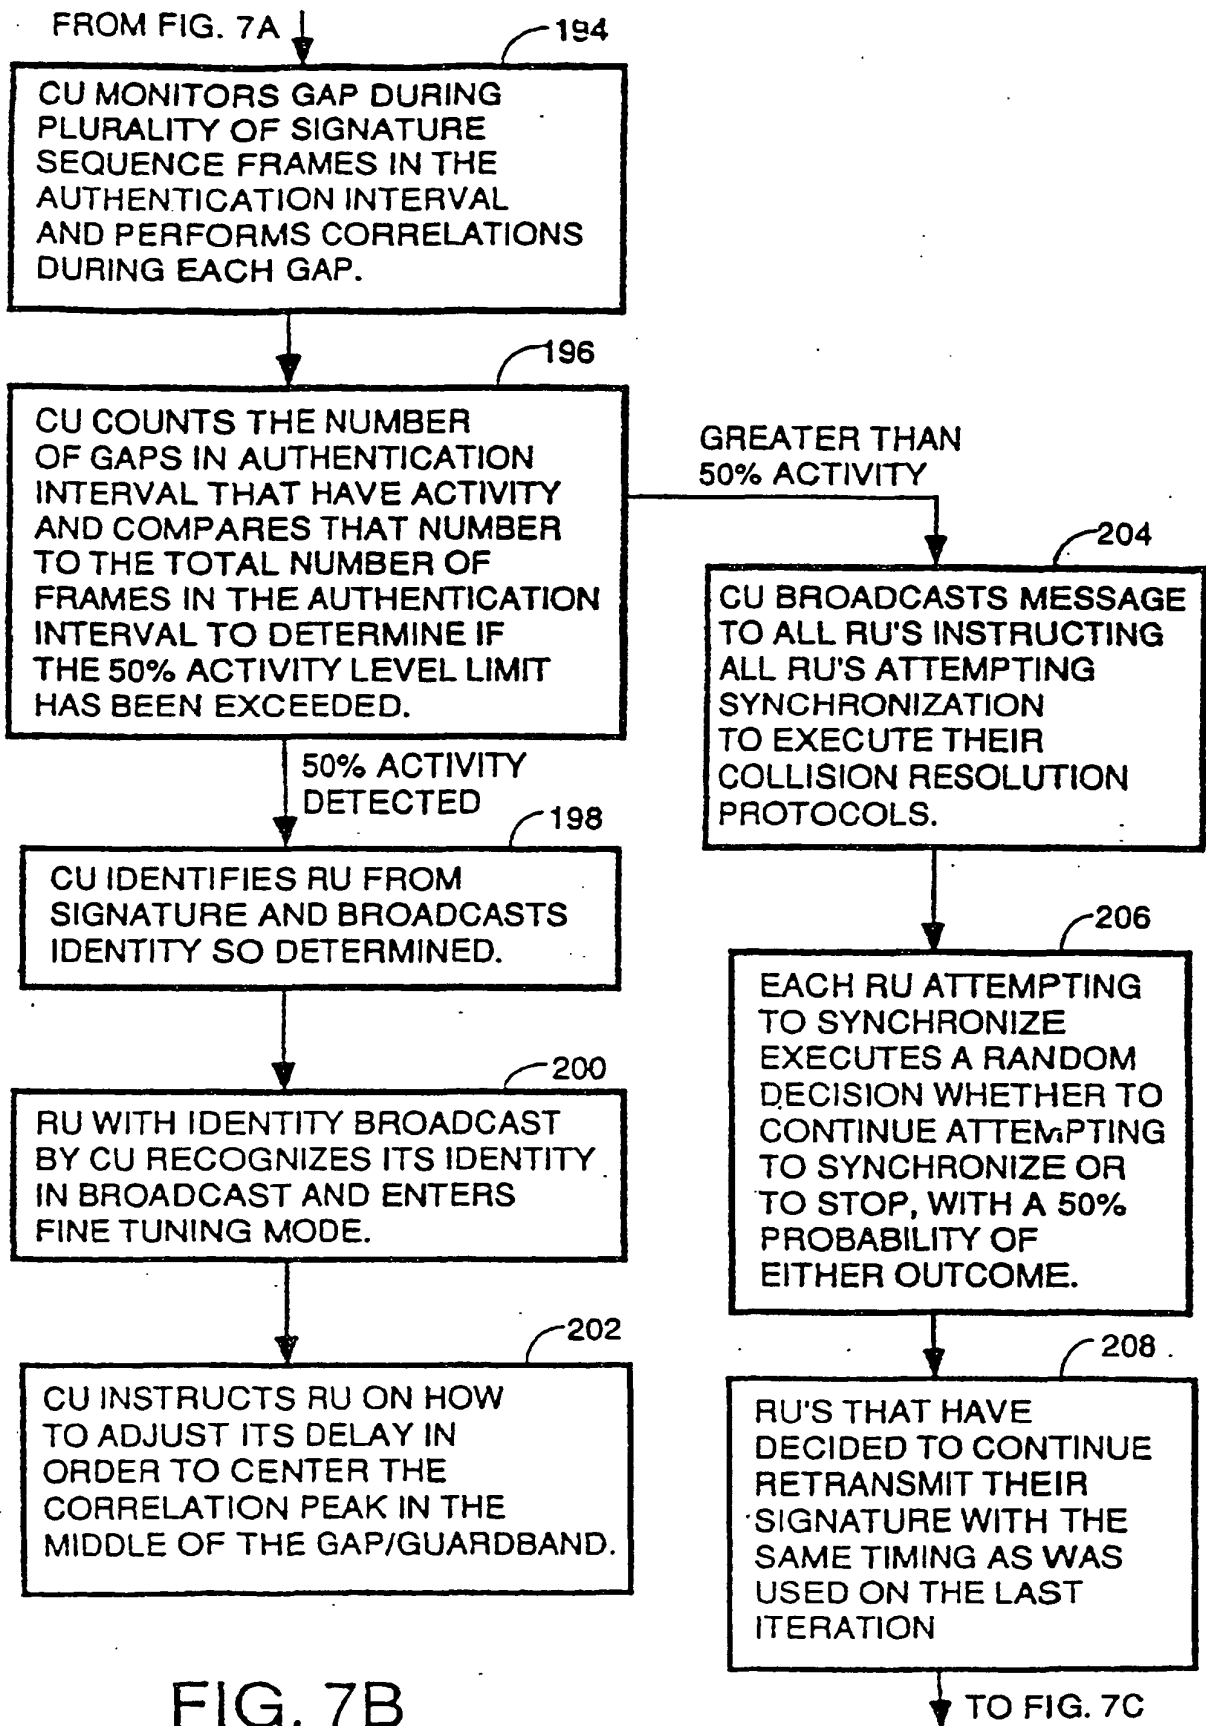 FROM FIG. 7A
194
CU MONITORS GAP DURING
PLURALITY OF SIGNATURE
SEQUENCE FRAMES IN THE
AUTHENTICATION INTERVAL
AND PERFORMS CORRELATIONS
DURING EACH GAP.
196
CU COUNTS THE NUMBER
OF GAPS IN AUTHENTICATION
INTERVAL THAT HAVE ACTIVITY
AND COMPARES THAT NUMBER
TO THE TOTAL NUMBER OF
FRAMES IN THE AUTHENTICATION
INTERVAL TO DETERMINE IF
THE 50% ACTIVITY LEVEL LIMIT
HAS BEEN EXCEEDED.
50% ACTIVITY
DETECTED
198
CU IDENTIFIES RU FROM
SIGNATURE AND BROADCASTS
IDENTITY SO DETERMINED.
200
RU WITH IDENTITY BROADCAST
BY CU RECOGNIZES ITS IDENTITY
IN BROADCAST AND ENTERS
FINE TUNING MODE.
202
CU INSTRUCTS RU ON HOW
TO ADJUST ITS DELAY IN
ORDER TO CENTER THE
CORRELATION PEAK IN THE
MIDDLE OF THE GAP/GUARDBAND.
GREATER THAN
50% ACTIVITY
204
CU BROADCASTS MESSAGE
TO ALL RU'S INSTRUCTING
ALL RU'S ATTEMPTING
SYNCHRONIZATION
TO EXECUTE THEIR
COLLISION RESOLUTION
PROTOCOLS.
206
EACH RU ATTEMPTING
TO SYNCHRONIZE
EXECUTES A RANDOM
DECISION WHETHER TO
CONTINUE ATTEMPTING
TO SYNCHRONIZE OR
TO STOP, WITH A 50%
PROBABILITY OF
EITHER OUTCOME.
208
RU'S THAT HAVE
DECIDED TO CONTINUE
RETRANSMIT THEIR
SIGNATURE WITH THE
SAME TIMING AS WAS
USED ON THE LAST
ITERATION
TO FIG. 7C
FIG. 7B